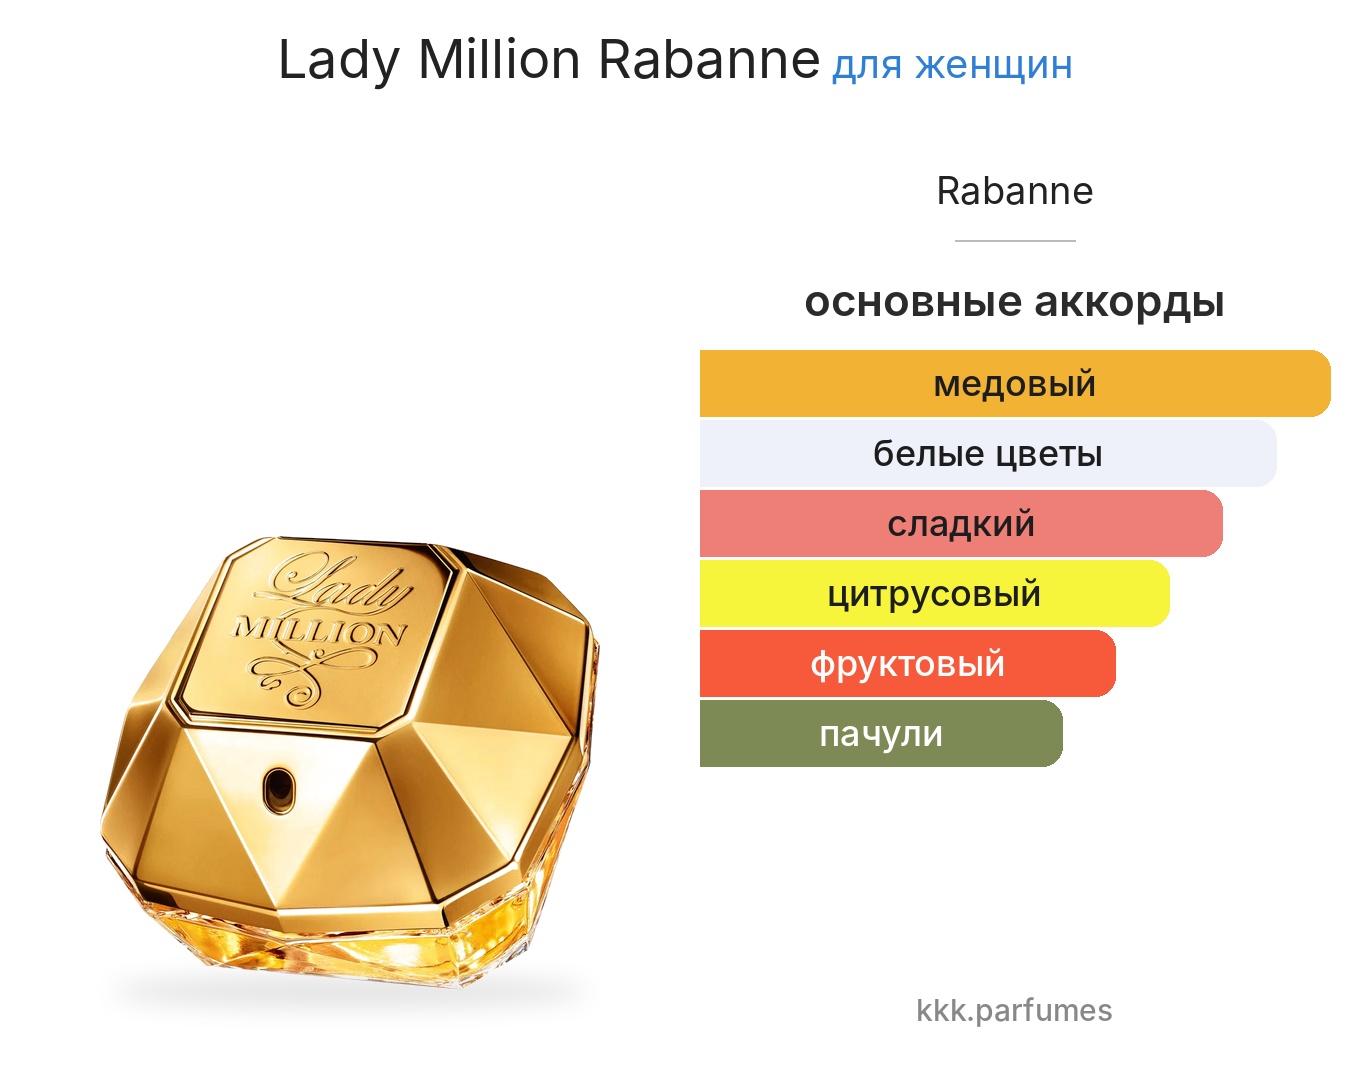 Lady Million Rabanne для женщин
Rabanne
основные аккорды
медовый
белые цветы
сладкий
цитрусовый
фруктовый
пачули
Lady
MILLION
kkk.parfumes